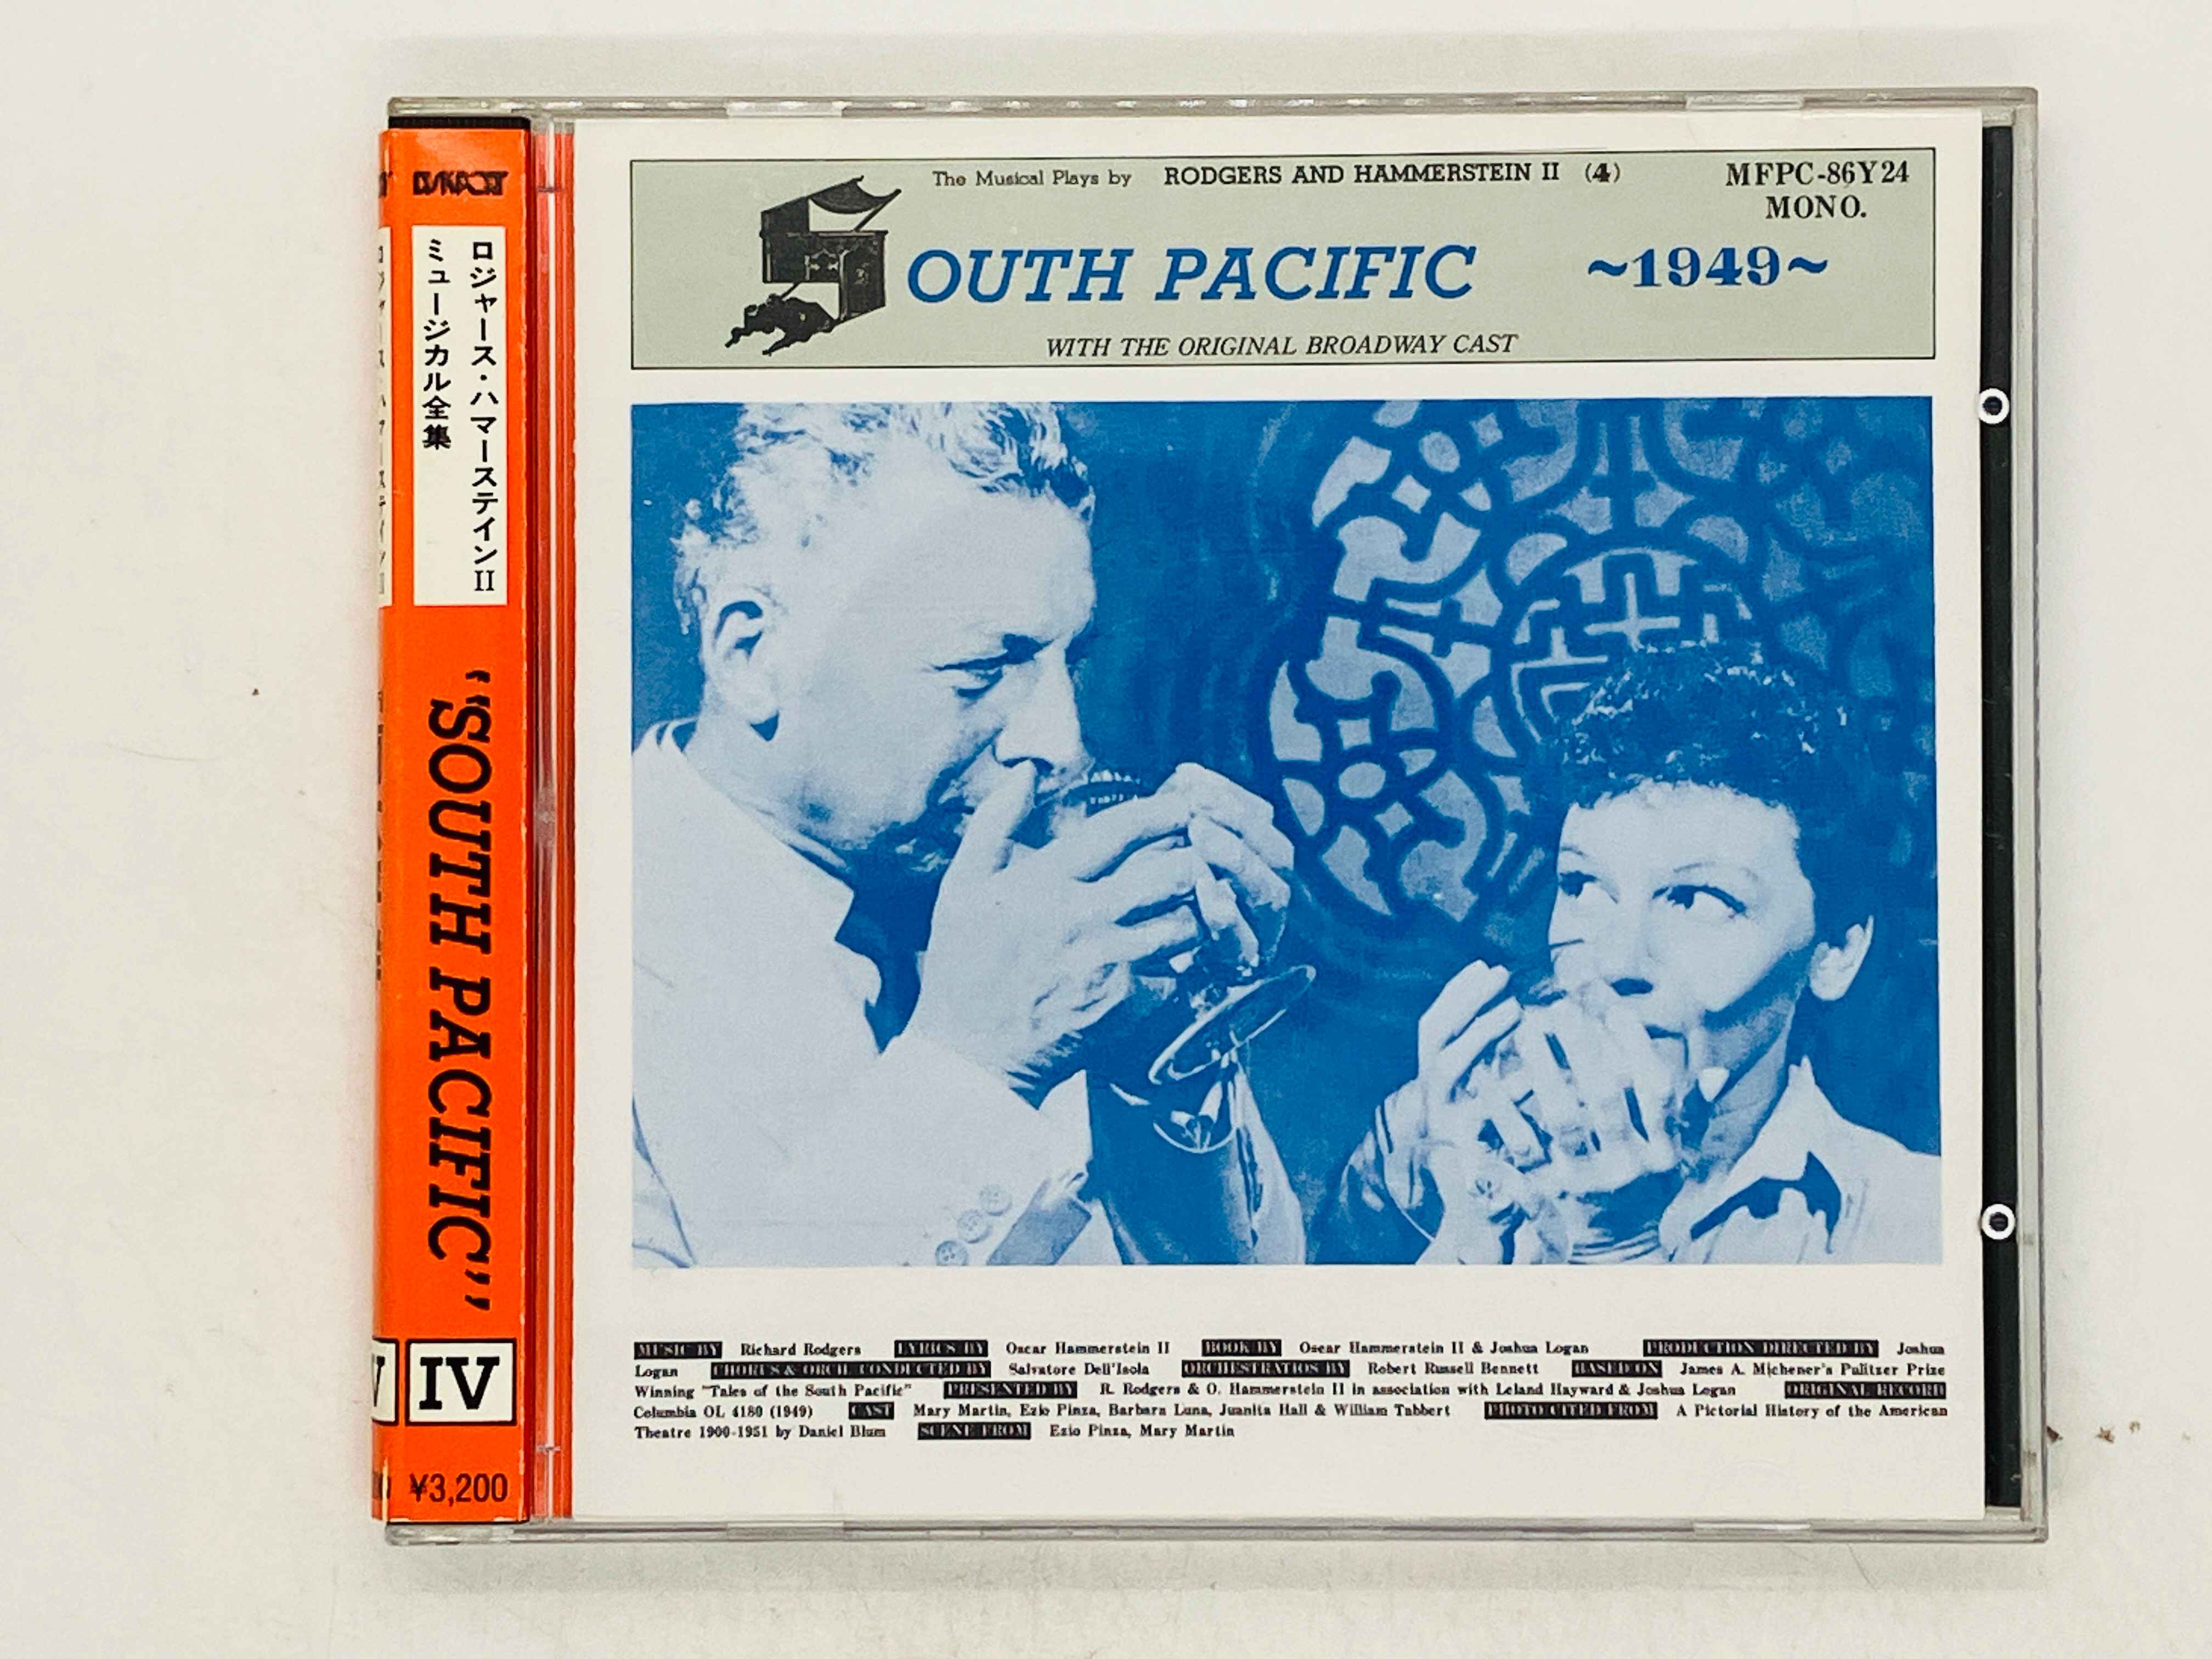 DISKPORT
ロジャース・ハマースティンII
ミュージカル全集
"SOUTH PACIFIC"
IV
¥3,200
The Musical Plays by RODGERS AND HAMMERSTEIN II (4)
MFPC-86Y24
MONO.
SOUTH PACIFIC ~1949~
WITH THE ORIGINAL BROADWAY CAST
MUSIC BY Richard Rodgers LYRICS BY Oscar Hammerstein II BOOK BY Oscar Hammerstein II & Joshua Logan PRODUCTION DIRECTED BY Joshua
Logan CHORUS & ORCH. CONDUCTED BY Salvatore Dell'Isola ORCHESTRATIOS BY Robert Russell Bennett BASED ON James A. Michener's Pulitzer Prize
Winning "Tales of the South Pacific" PRESENTED BY R. Rodgers & O. Hammerstein II in association with Leland Hayward & Joshua Logan ORIGINAL RECORD
Columbia OL 4180 (1949) CAST Mary Martin, Ezio Pinza, Barbara Luna, Juanita Hall & William Tabbert PHOTO CITED FROM A Pictorial History of the American
Theatre 1900-1951 by Daniel Blum SCENE FROM Ezio Pinza, Mary Martin